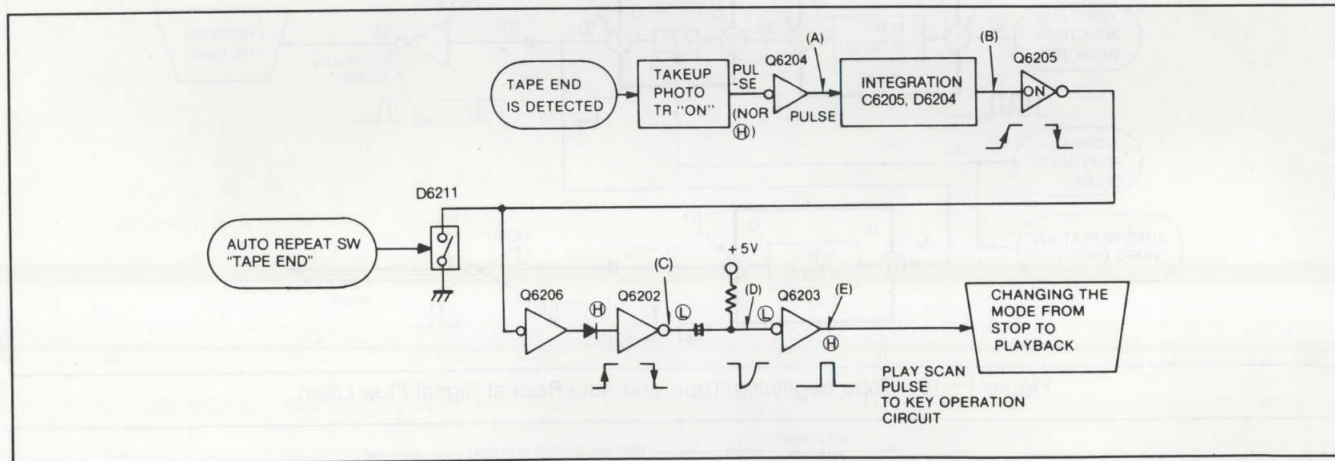 TAPE END
IS DETECTED
TAKEUP
PHOTO
TR."ON"
PUL
-SE
(NOR
Ⓗ)
Q6204
(A)
PULSE
INTEGRATION
C6205, D6204
(B)
Q6205
ON
D6211
AUTO REPEAT SW
"TAPE END"
Q6206
Ⓗ
Q6202
(C)
Ⓛ
+5V
(D)
Ⓛ
Q6203
(E)
Ⓗ
PLAY SCAN
PULSE
TO KEY OPERATION
CIRCUIT
CHANGING THE
MODE FROM
STOP TO
PLAYBACK